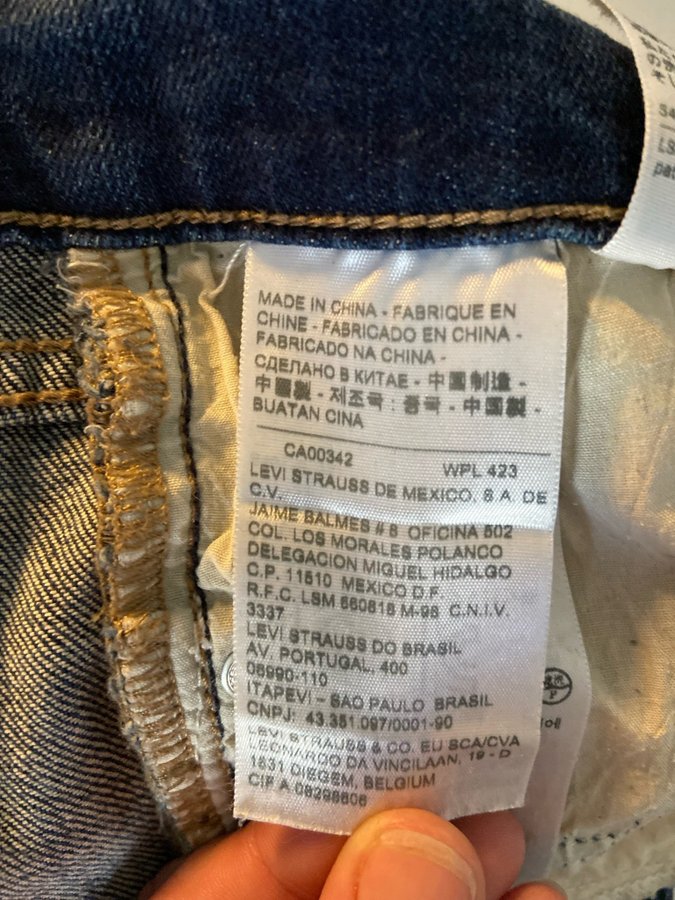 MADE IN CHINA - FABRIQUE EN
CHINE - FABRICADO EN CHINA -
FABRICADO NA CHINA -
СДЕЛАНО В КИТАЕ - 中国制造 -
中國製 - 제조국 : 중국 - 中国製 -
BUATAN CINA
CA00342 WPL 423
LEVI STRAUSS DE MEXICO, S A DE
C.V.
JAIME BALMES # 8 OFICINA 502
COL. LOS MORALES POLANCO
DELEGACION MIGUEL HIDALGO
C.P. 11510 MEXICO D.F.
R.F.C. LSM 660818 M-98 C.N.I.V.
3337
LEVI STRAUSS DO BRASIL
AV. PORTUGAL, 400
06990-110
ITAPEVI - SAO PAULO BRASIL
CNPJ: 43.351.097/0001-90
LEVI STRAUSS & CO. EU SCA/CVA
LEONARDO DA VINCILAAN, 19 - D
1831 DIEGEM, BELGIUM
CIF A 08298606